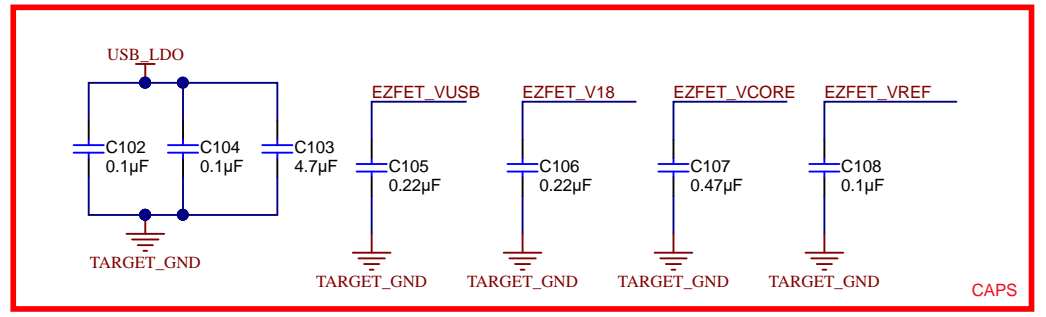 USB_LDO
C102
0.1µF
C104
0.1µF
C103
4.7µF
TARGET_GND
EZFET_VUSB
C105
0.22µF
TARGET_GND
EZFET_V18
C106
0.22µF
TARGET_GND
EZFET_VCORE
C107
0.47µF
TARGET_GND
EZFET_VREF
C108
0.1µF
TARGET_GND
CAPS